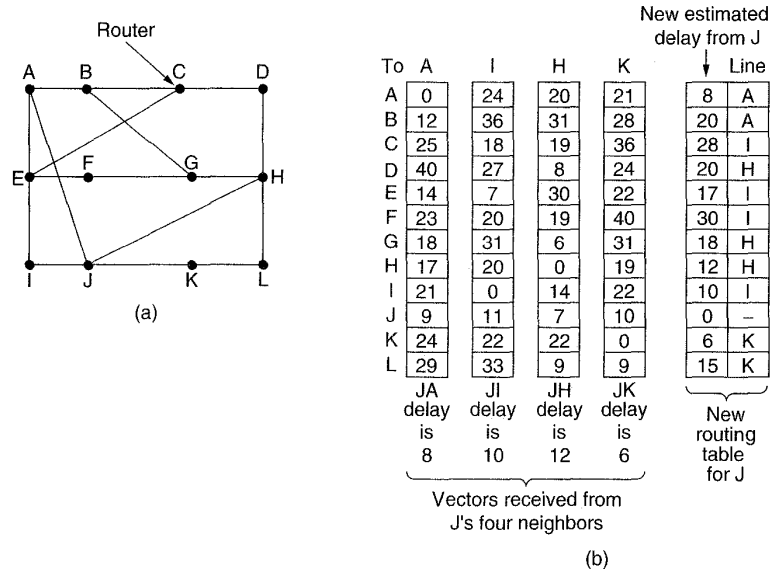 Router
A B C D
E F G H
I J K L
(a)
New estimated
delay from J
To A I H K Line
A 0 24 20 21 8 A
B 12 36 31 28 20 A
C 25 18 19 36 28 I
D 40 27 8 24 20 H
E 14 7 30 22 17 I
F 23 20 19 40 30 I
G 18 31 6 31 18 H
H 17 20 0 19 12 H
I 21 0 14 22 10 I
J 9 11 7 10 0 –
K 24 22 22 0 6 K
L 29 33 9 9 15 K
JA JI JH JK
delay delay delay delay
is is is is
8 10 12 6
New
routing
table
for J
Vectors received from
J's four neighbors
(b)